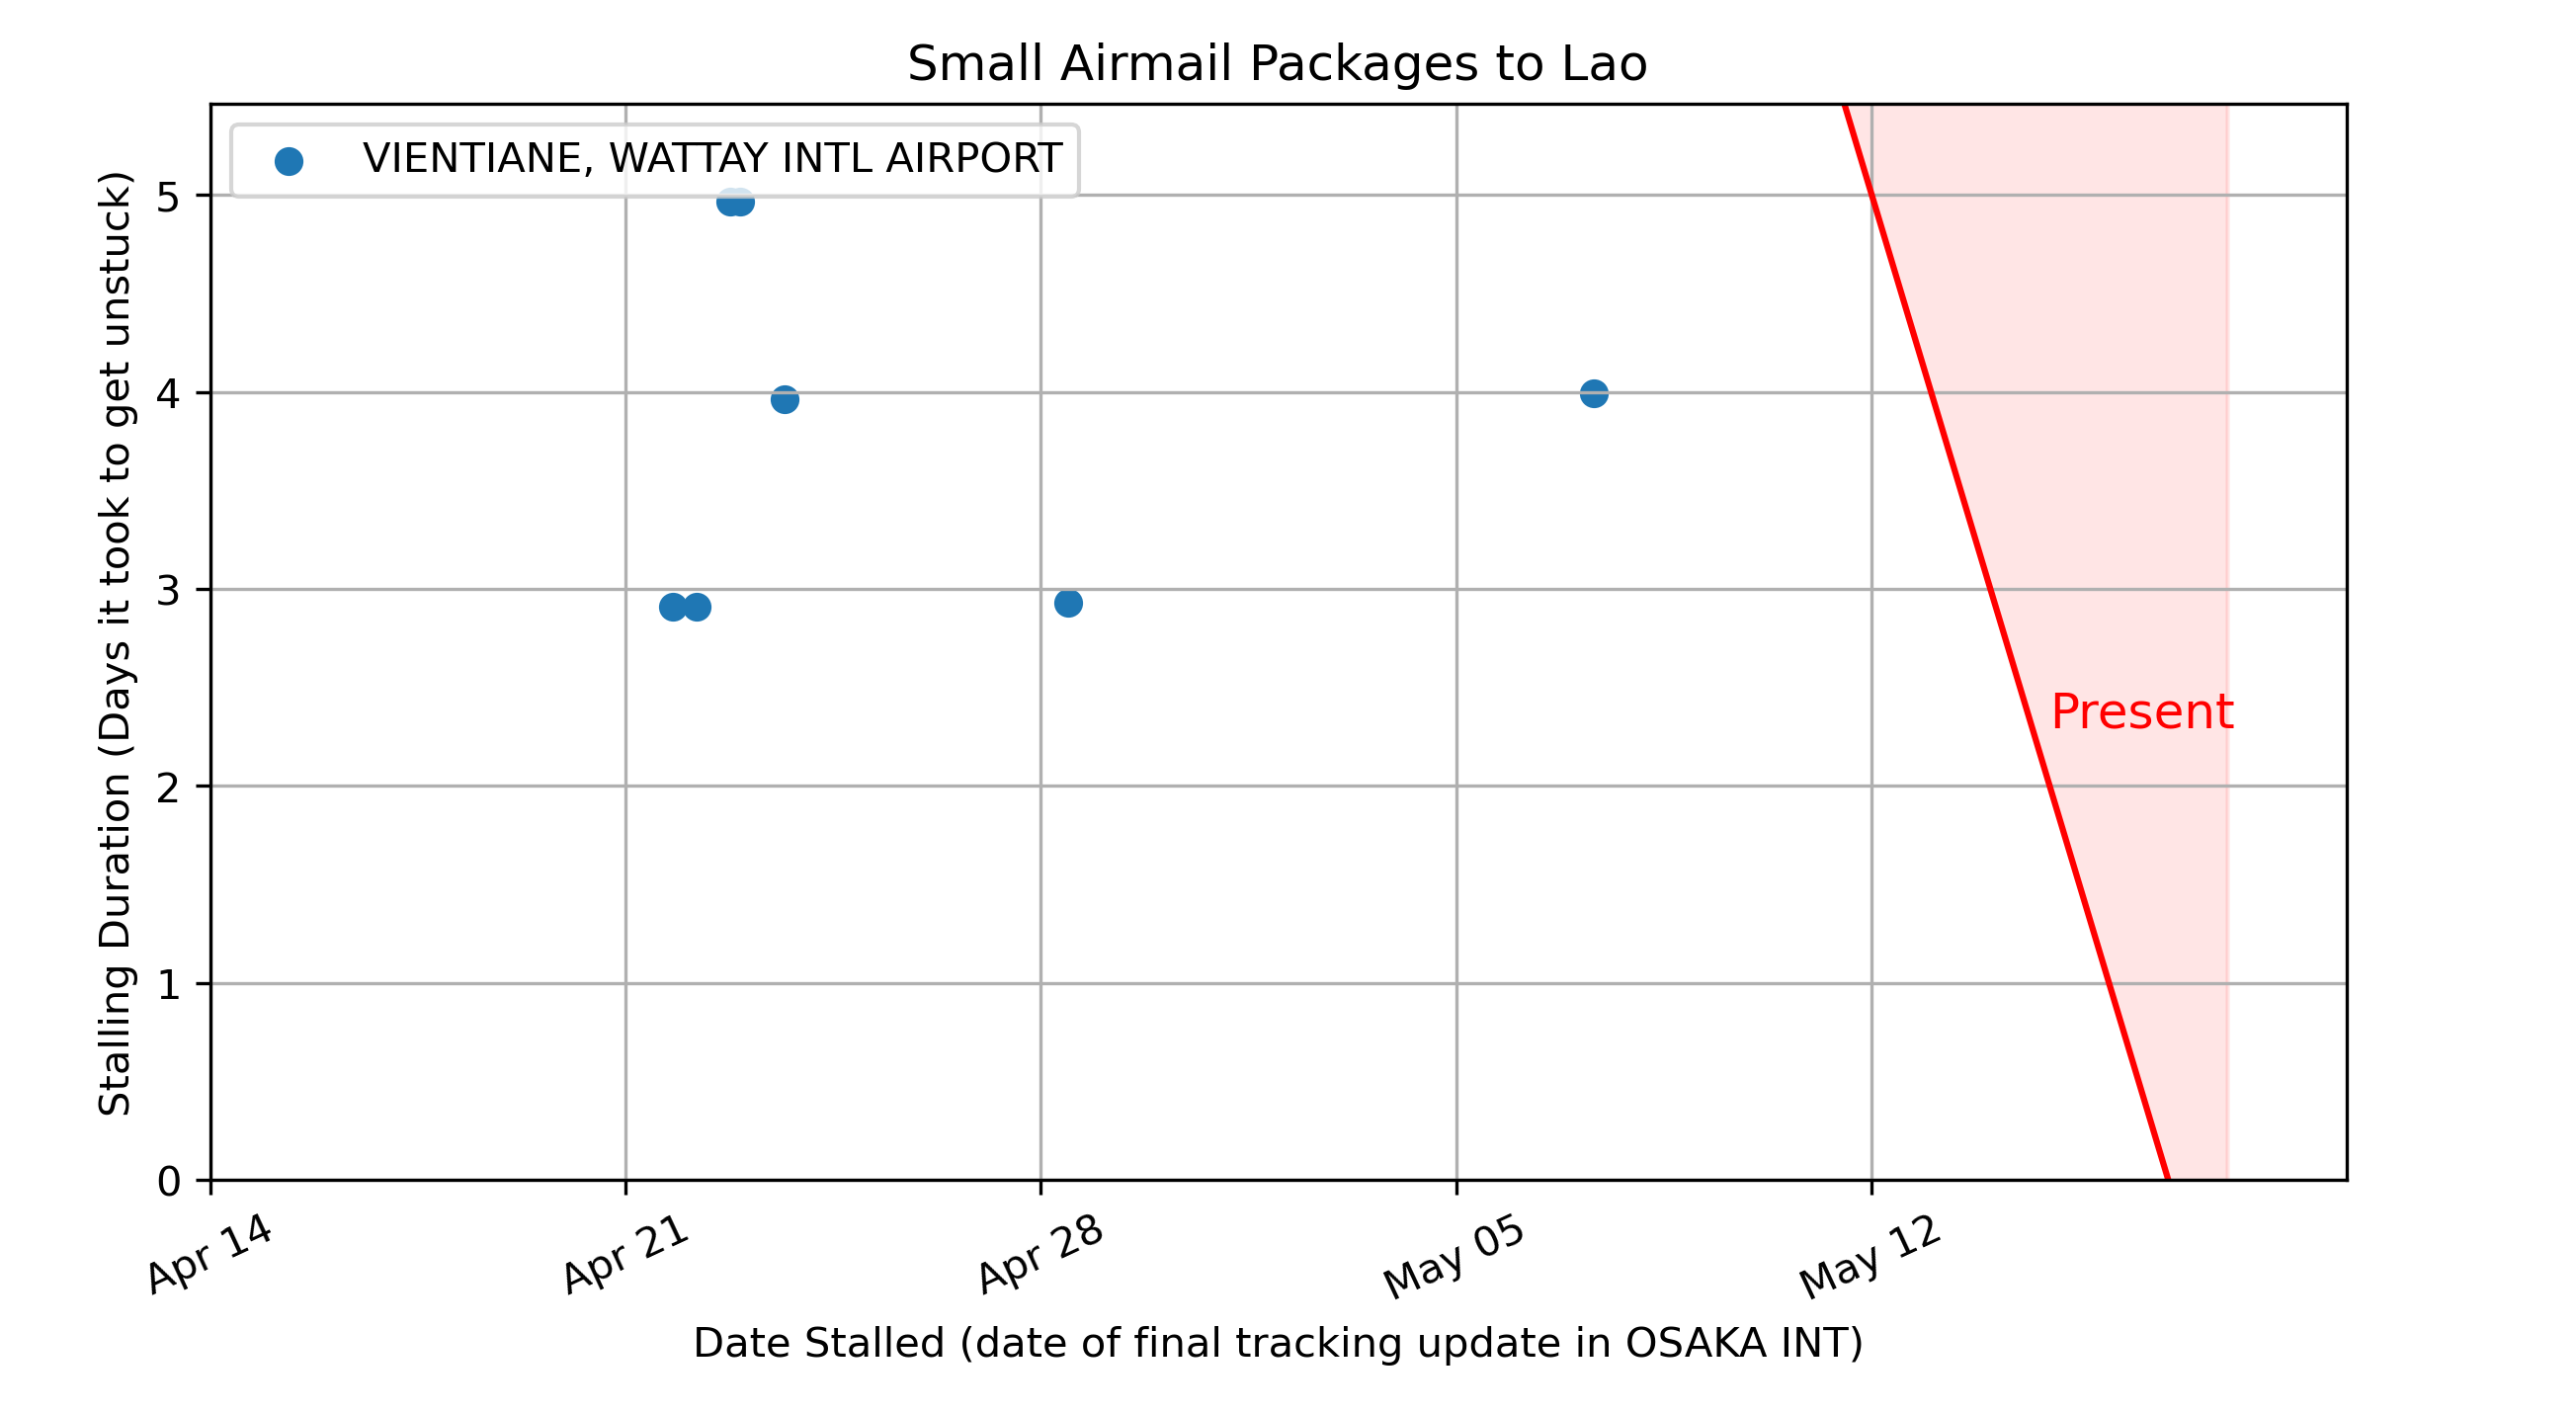 Small Airmail Packages to Lao
VIENTIANE, WATTAY INTL AIRPORT
Stalling Duration (Days it took to get unstuck)
5
4
3
2
1
0
Present
Apr 14
Apr 21
Apr 28
May 05
May 12
Date Stalled (date of final tracking update in OSAKA INT)